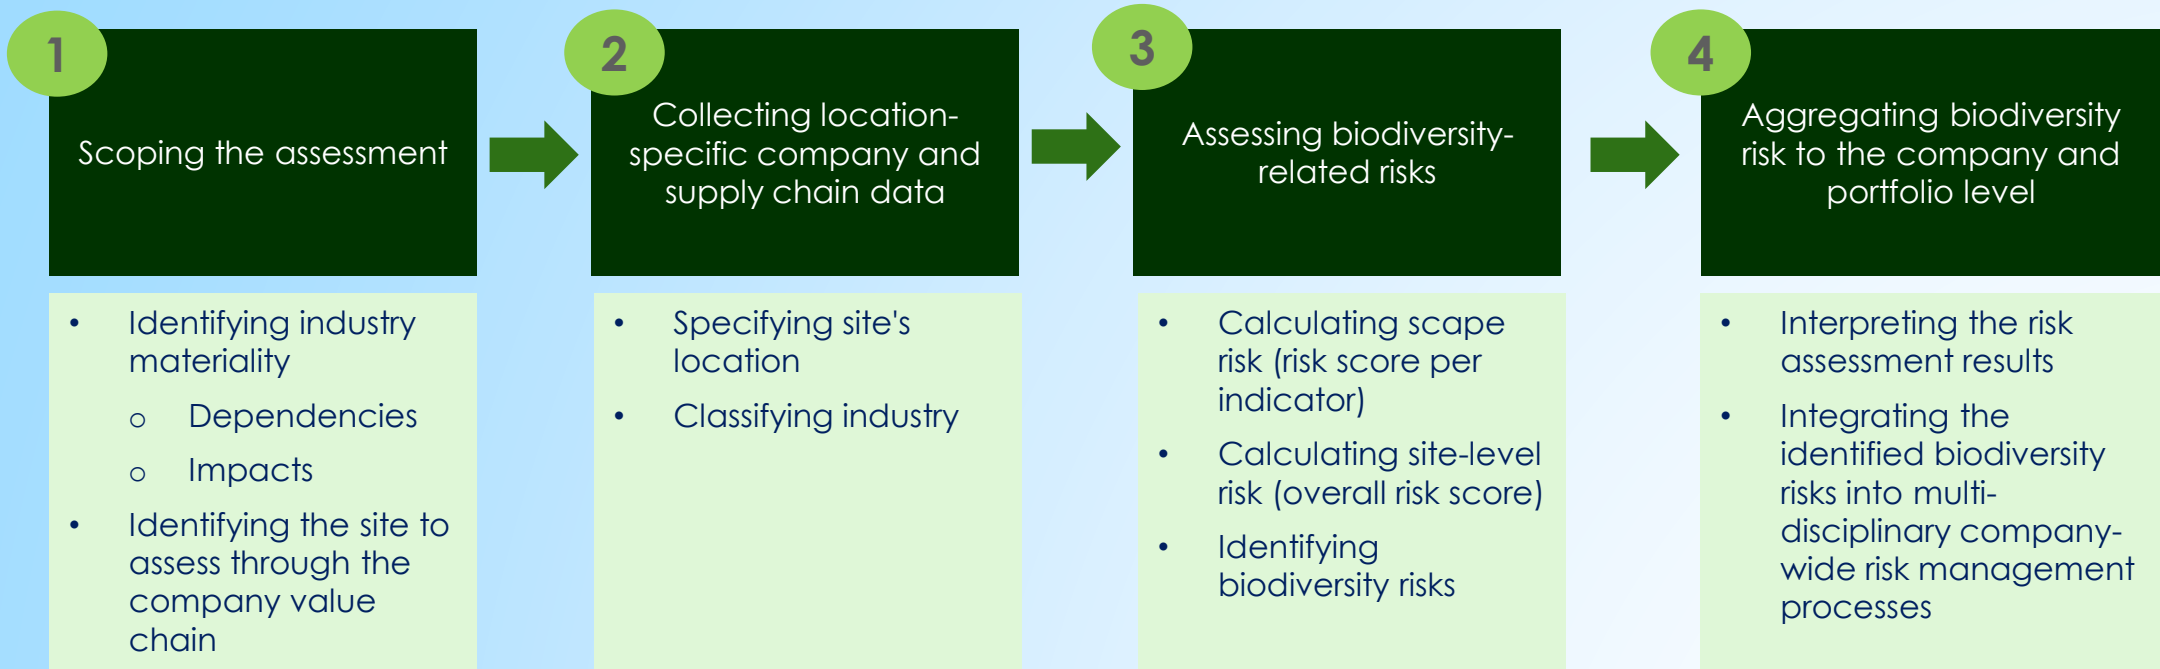 1
Scoping the assessment
• Identifying industry
materiality
o Dependencies
o Impacts
• Identifying the site to
assess through the
company value
chain
2
Collecting location-
specific company and
supply chain data
• Specifying site's
location
• Classifying industry
3
Assessing biodiversity-
related risks
• Calculating scape
risk (risk score per
indicator)
• Calculating site-level
risk (overall risk score)
• Identifying
biodiversity risks
4
Aggregating biodiversity
risk to the company and
portfolio level
• Interpreting the risk
assessment results
• Integrating the
identified biodiversity
risks into multi-
disciplinary company-
wide risk management
processes